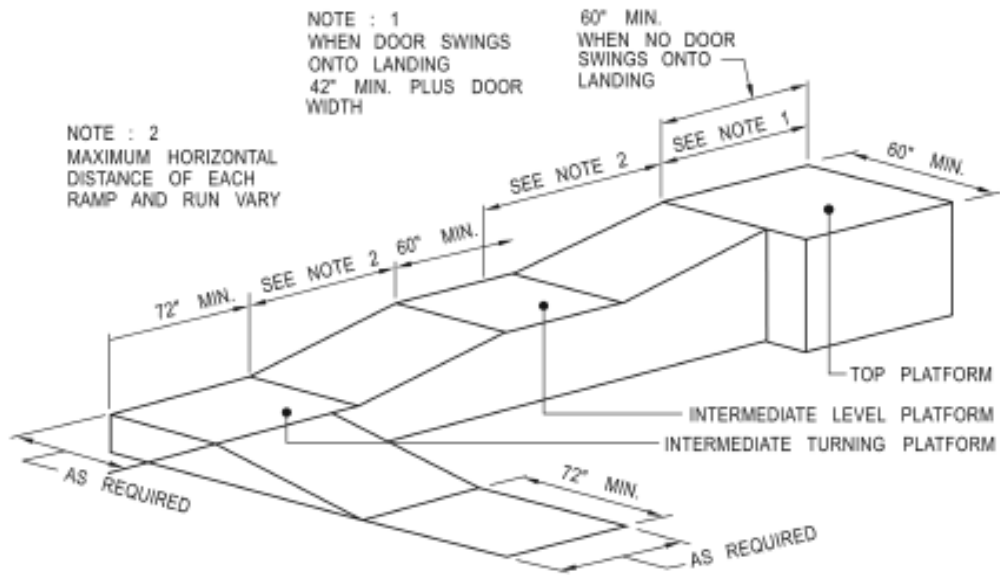 NOTE : 1
WHEN DOOR SWINGS
ONTO LANDING
42" MIN. PLUS DOOR
WIDTH
60" MIN.
WHEN NO DOOR
SWINGS ONTO
LANDING
NOTE : 2
MAXIMUM HORIZONTAL
DISTANCE OF EACH
RAMP AND RUN VARY
SEE NOTE 1
60" MIN.
SEE NOTE 2
60" MIN.
SEE NOTE 2
72" MIN.
TOP PLATFORM
INTERMEDIATE LEVEL PLATFORM
INTERMEDIATE TURNING PLATFORM
AS REQUIRED
72" MIN.
AS REQUIRED